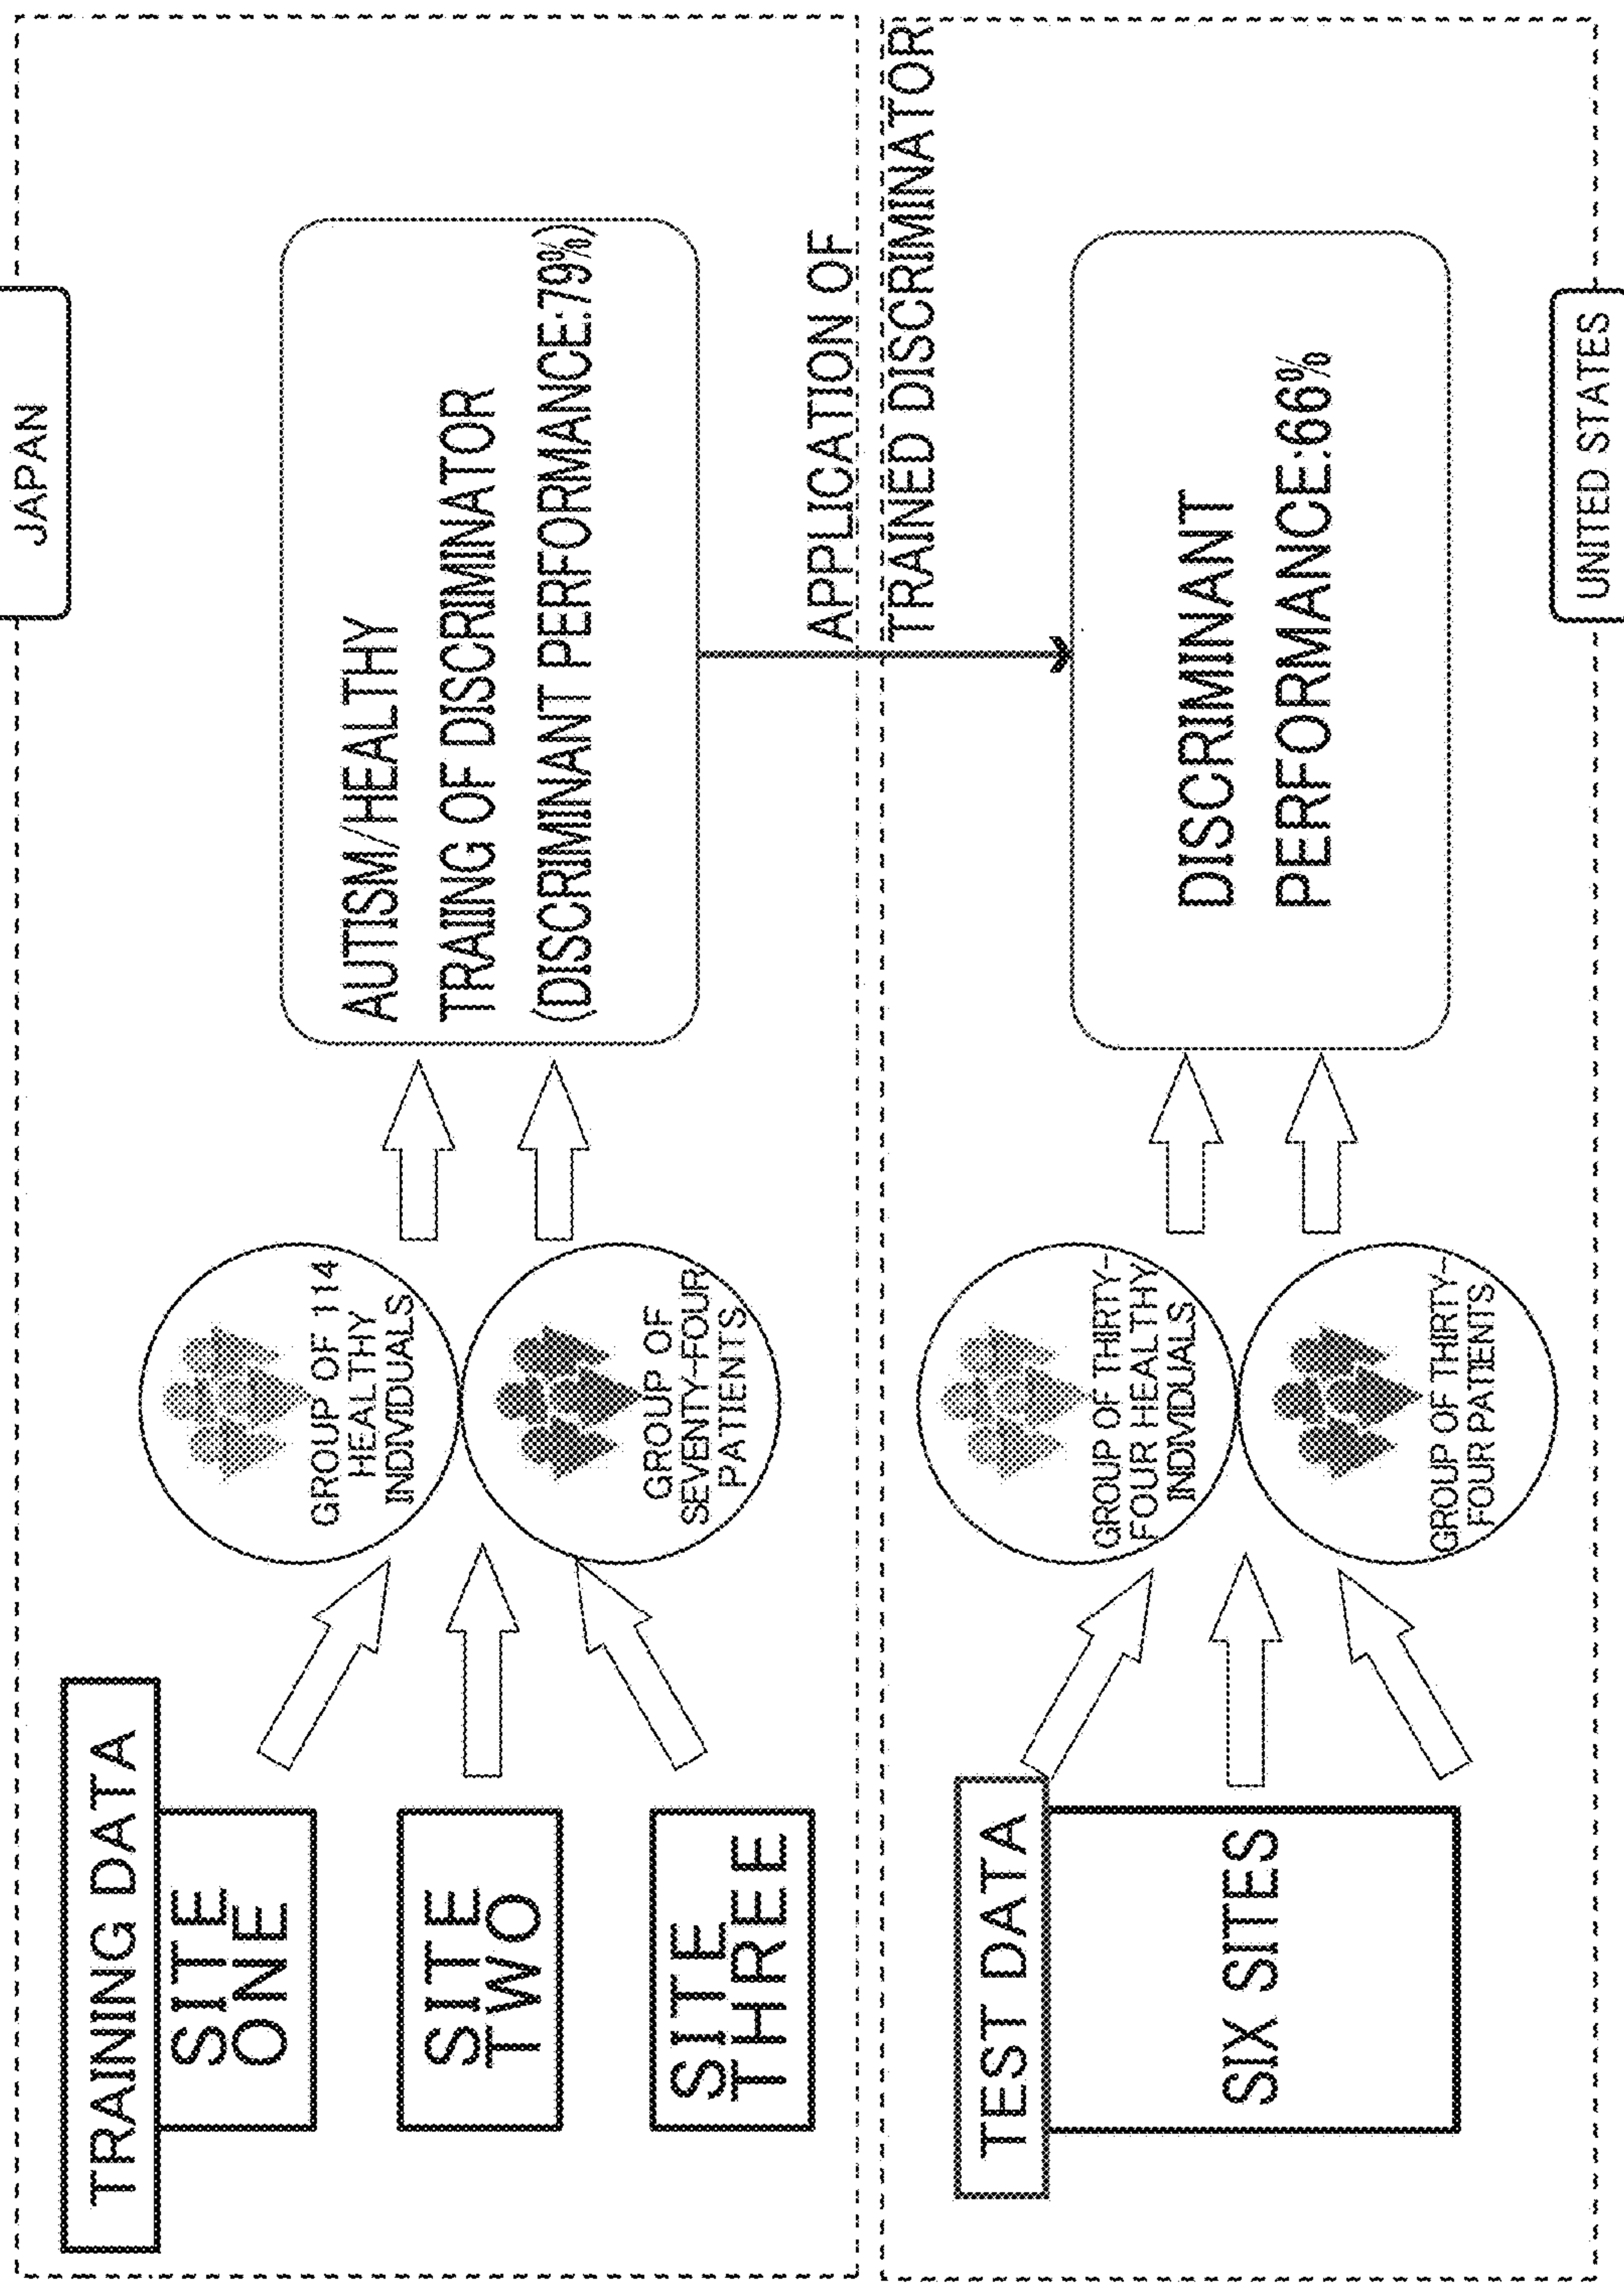 JAPAN
TRAINING DATA
SITE
ONE
SITE
TWO
SITE
THREE
GROUP OF 114
HEALTHY
INDIVIDUALS
GROUP OF
SEVENTY-FOUR
PATIENTS
AUTISM/HEALTHY
TRAIING OF DISCRIMINATOR
(DISCRIMINANT PERFORMANCE:79%)
APPLICATION OF
TRAINED DISCRIMINATOR
TEST DATA
SIX SITES
GROUP OF THIRTY-
FOUR HEALTHY
INDIVIDUALS
GROUP OF THIRTY-
FOUR PATIENTS
DISCRIMINANT
PERFORMANCE:66%
UNITED STATES